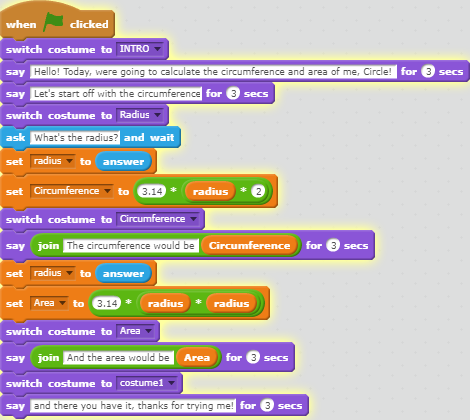 when clicked
switch costume to INTRO
say Hello! Today, were going to calculate the circumference and area of me, Circle! for 3 secs
say Let's start off with the circumference for 3 secs
switch costume to Radius
ask What's the radius? and wait
set radius to answer
set Circumference to 3.14 * radius * 2
switch costume to Circumference
say join The circumference would be Circumference for 3 secs
set radius to answer
set Area to 3.14 * radius * radius
switch costume to Area
say join And the area would be Area for 3 secs
switch costume to costume1
say and there you have it, thanks for trying me! for 3 secs